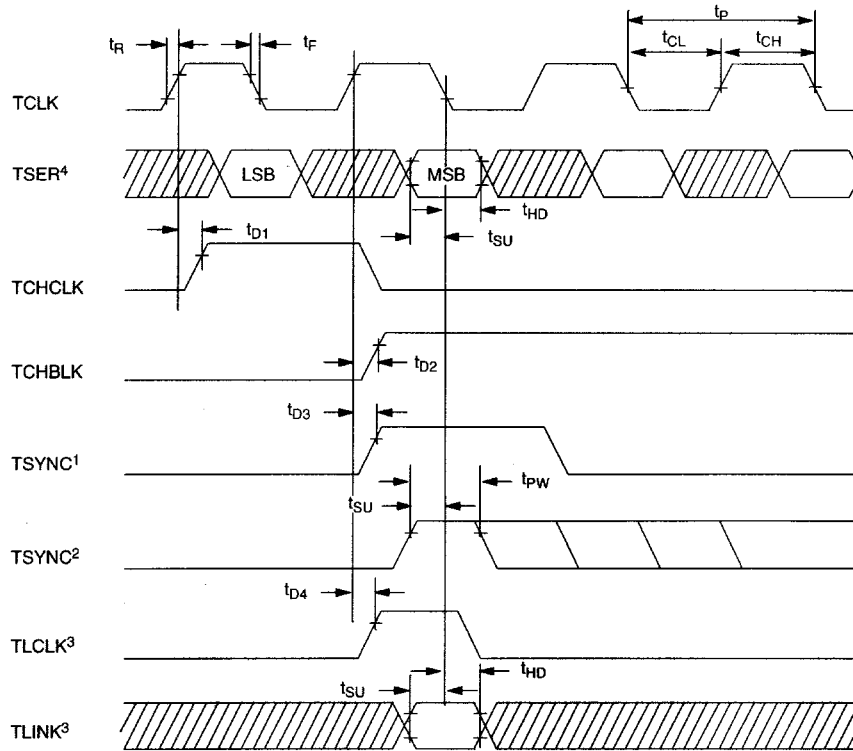 tP
tR tF tCL tCH
TCLK
TSER⁴ LSB MSB
tHD
tD1 tSU
TCHCLK
TCHBLK tD2
tD3
TSYNC¹
tPW
tSU
TSYNC²
tD4
TLCLK³
tHD
tSU
TLINK³